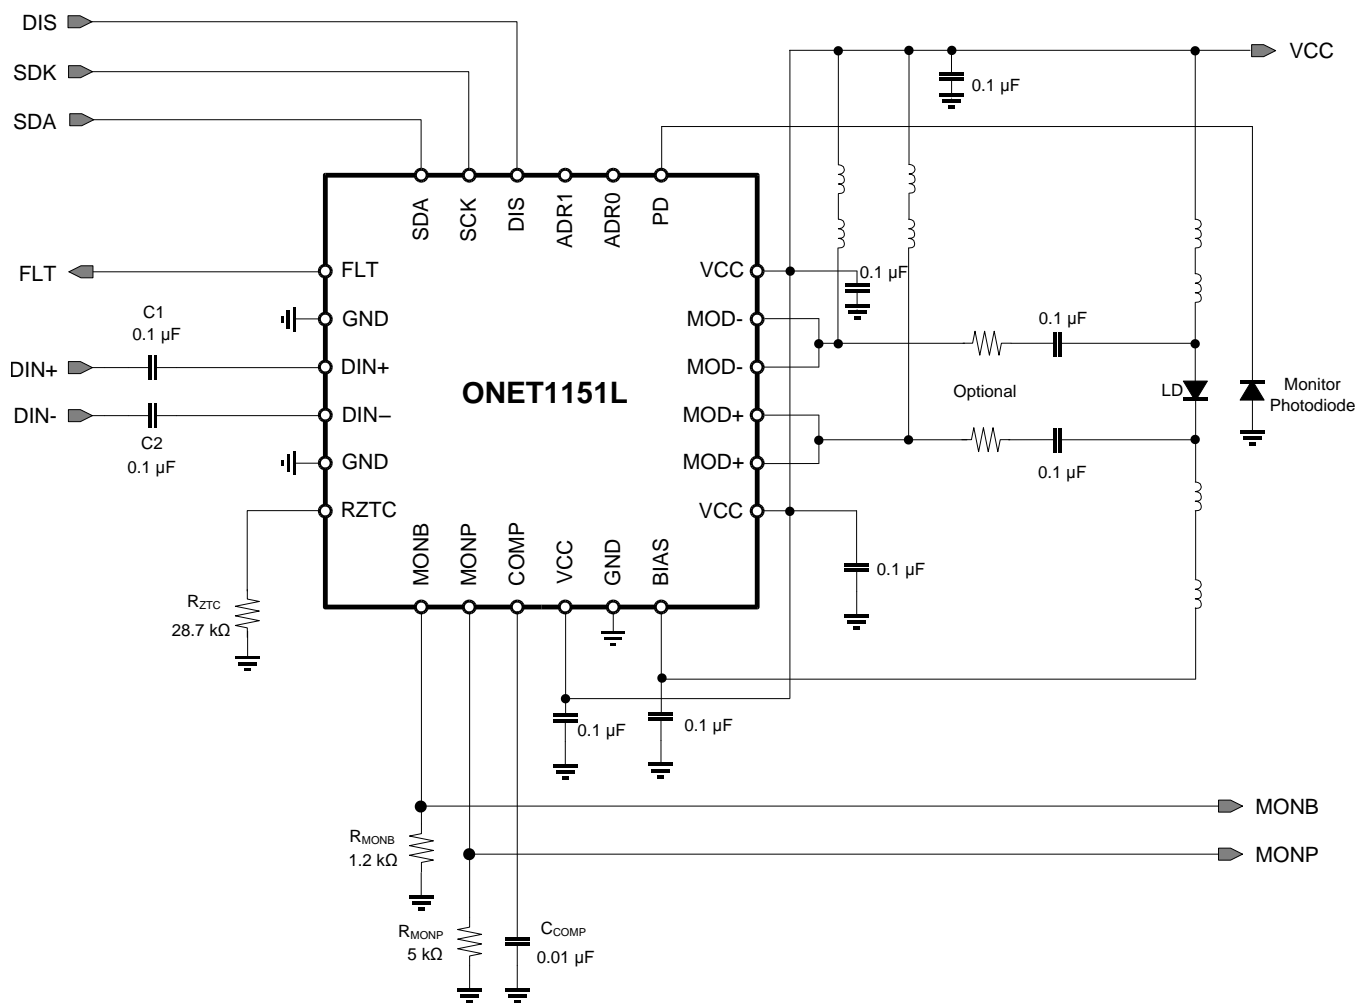 DIS
SDK
SDA
VCC
0.1 µF
SDA
SCK
DIS
ADR1
ADR0
PD
FLT
FLT
VCC
0.1 µF
GND
MOD-
C1
0.1 µF
0.1 µF
DIN+
DIN+
MOD-
ONET1151L
Optional
LD
Monitor
Photodiode
DIN-
DIN–
MOD+
C2
0.1 µF
GND
MOD+
0.1 µF
RZTC
VCC
MONB
MONP
COMP
VCC
GND
BIAS
0.1 µF
RZTC
28.7 kΩ
0.1 µF
0.1 µF
MONB
RMONB
1.2 kΩ
MONP
RMONP
5 kΩ
CCOMP
0.01 µF